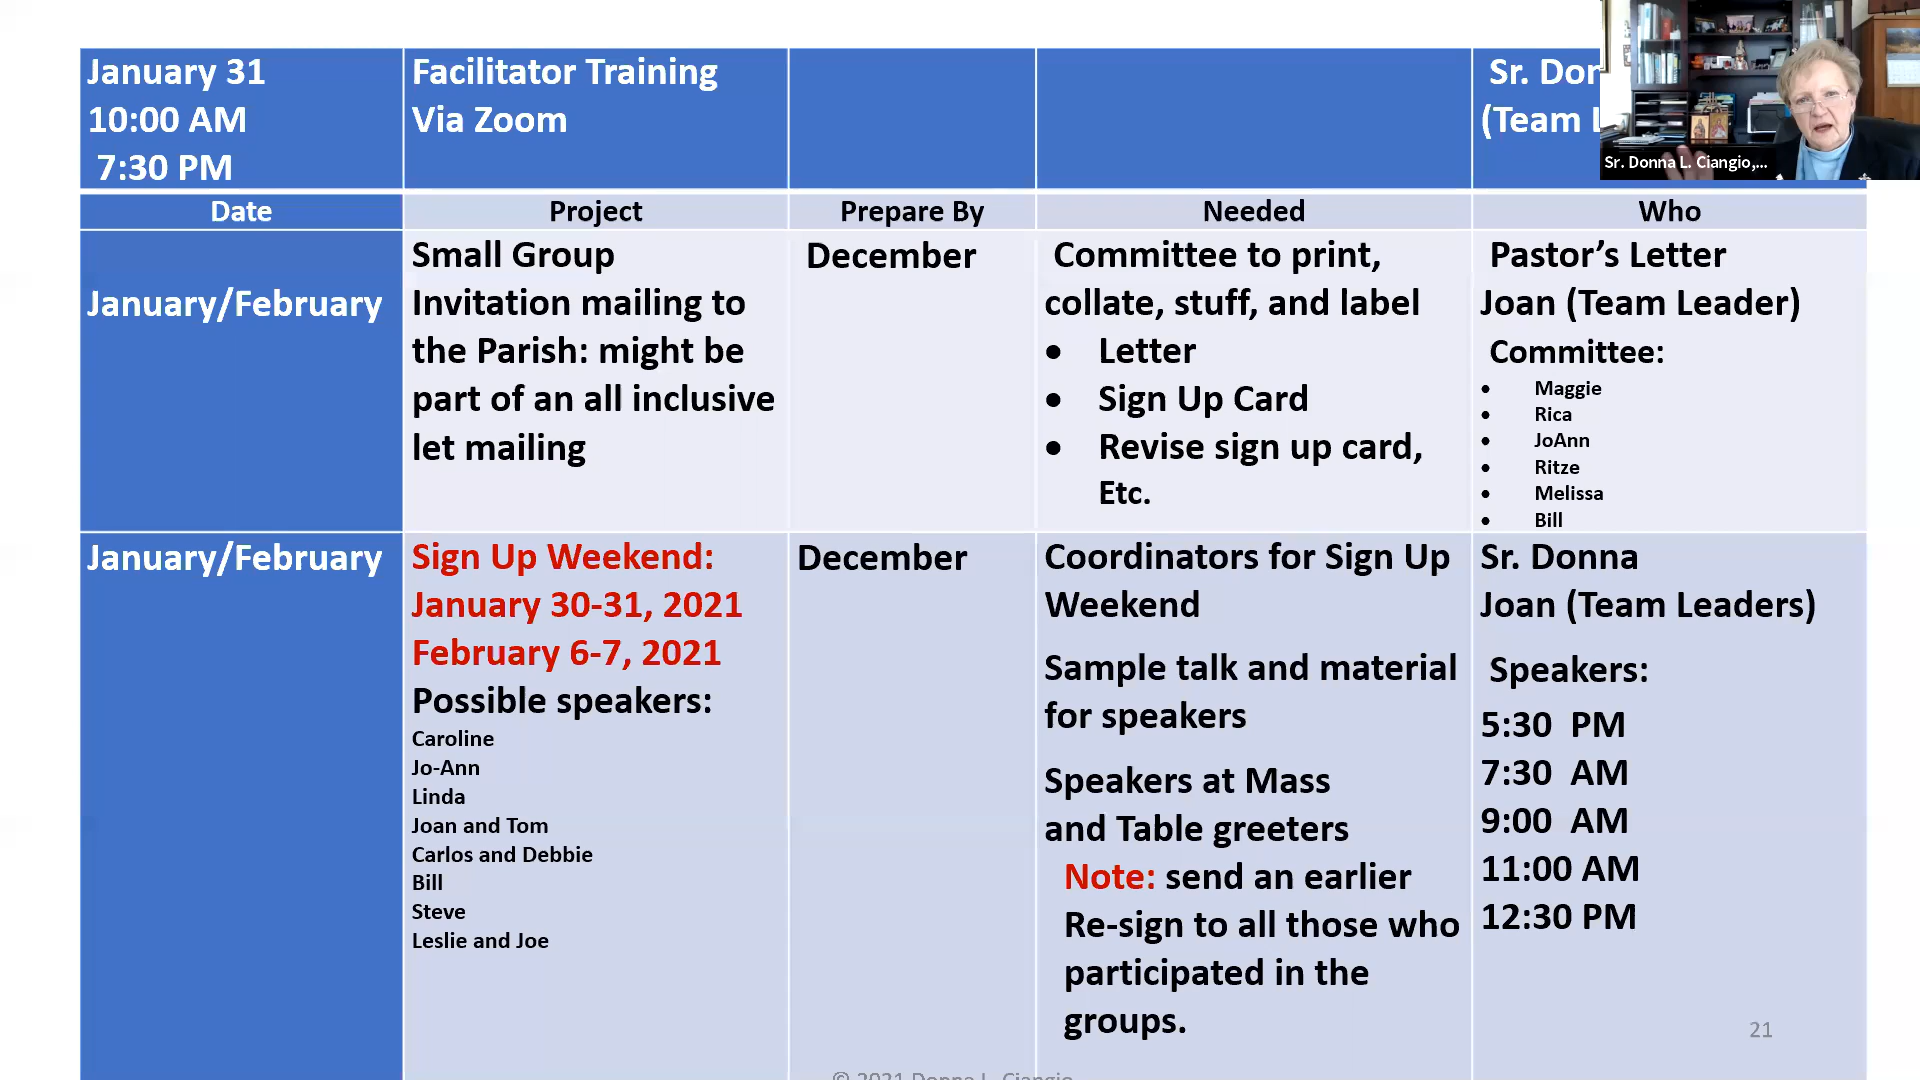 January 31
10:00 AM
7:30 PM
Facilitator Training
Via Zoom
Sr. Don
(Team
Sr. Donna L. Ciangio,...
Date
Project
Prepare By
Needed
Who
January/February
Small Group
Invitation mailing to
the Parish: might be
part of an all inclusive
let mailing
December
Committee to print,
collate, stuff, and label
• Letter
• Sign Up Card
• Revise sign up card,
Etc.
Pastor’s Letter
Joan (Team Leader)
Committee:
• Maggie
• Rica
• JoAnn
• Ritze
• Melissa
• Bill
January/February
Sign Up Weekend:
January 30-31, 2021
February 6-7, 2021
Possible speakers:
Caroline
Jo-Ann
Linda
Joan and Tom
Carlos and Debbie
Bill
Steve
Leslie and Joe
December
Coordinators for Sign Up
Weekend
Sample talk and material
for speakers
Speakers at Mass
and Table greeters
Note: send an earlier
Re-sign to all those who
participated in the
groups.
Sr. Donna
Joan (Team Leaders)
Speakers:
5:30 PM
7:30 AM
9:00 AM
11:00 AM
12:30 PM
21
© 2021 Donna L. Ciangio